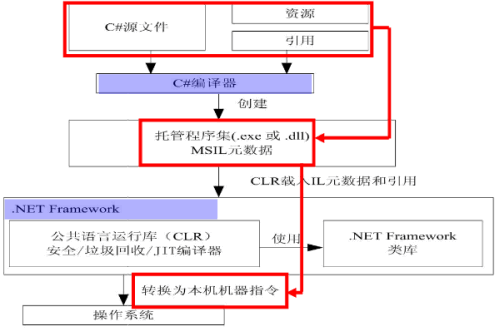 C#源文件
资源
引用
C#编译器
创建
托管程序集(.exe 或 .dll)
MSIL元数据
CLR载入IL元数据和引用
.NET Framework
公共语言运行库（CLR）
安全/垃圾回收/JIT编译器
使用
.NET Framework
类库
转换为本机机器指令
操作系统